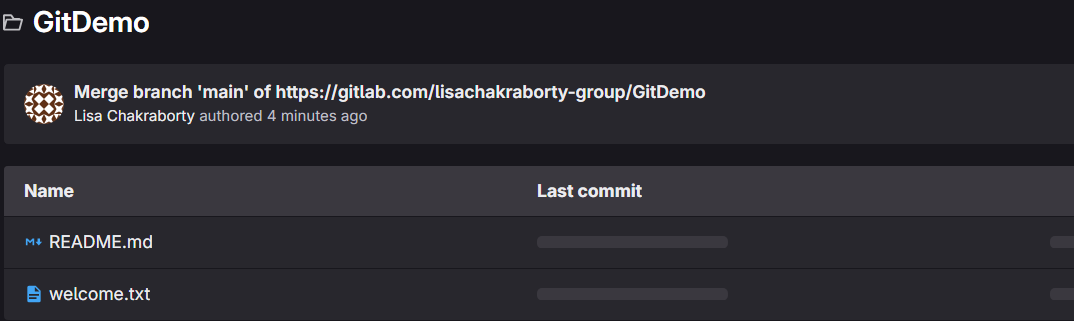 GitDemo
Merge branch 'main' of https://gitlab.com/lisachakraborty-group/GitDemo
Lisa Chakraborty authored 4 minutes ago
Name Last commit
README.md
welcome.txt